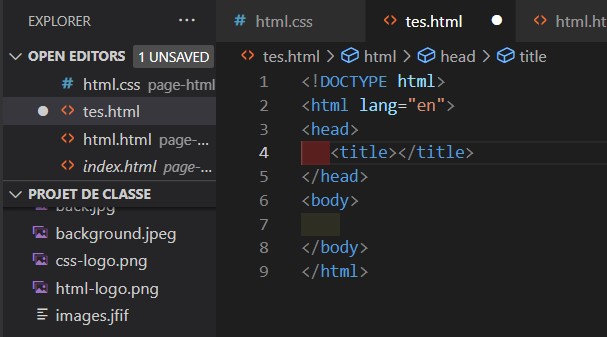 EXPLORER ...
OPEN EDITORS 1 UNSAVED
# html.css page-html
<> tes.html
<> html.html page-...
<> index.html page-...
PROJET DE CLASSE
back.jpg
background.jpeg
css-logo.png
html-logo.png
images.jfif
# html.css <> tes.html <> html.ht
<> tes.html > html > head > title
1 <!DOCTYPE html>
2 <html lang="en">
3 <head>
4 <title></title>
5 </head>
6 <body>
7
8 </body>
9 </html>